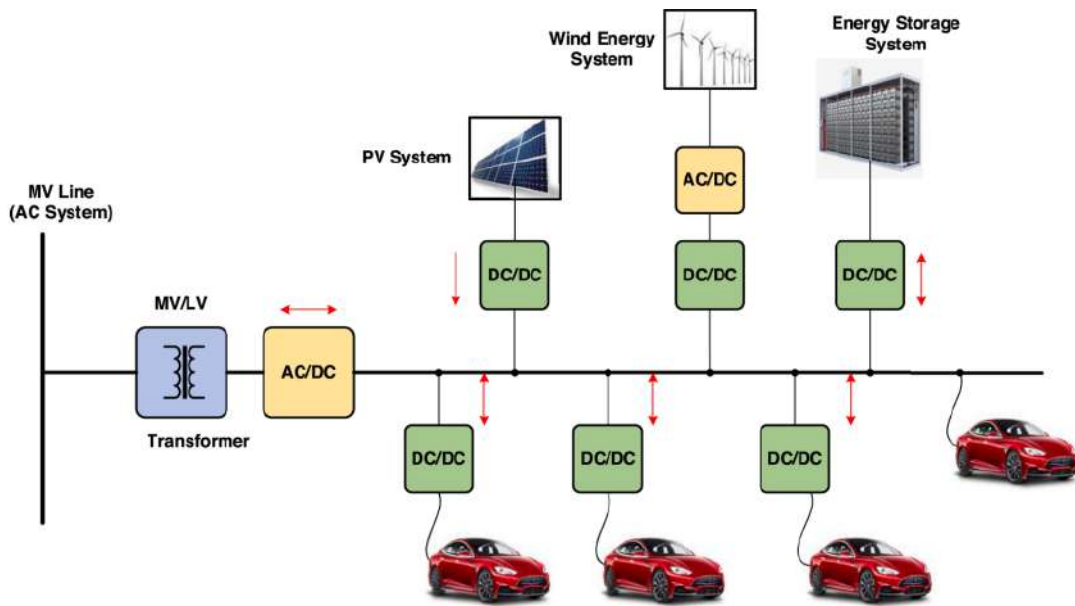 Wind Energy
System
Energy Storage
System
PV System
AC/DC
MV Line
(AC System)
DC/DC
DC/DC
DC/DC
MV/LV
AC/DC
Transformer
DC/DC
DC/DC
DC/DC